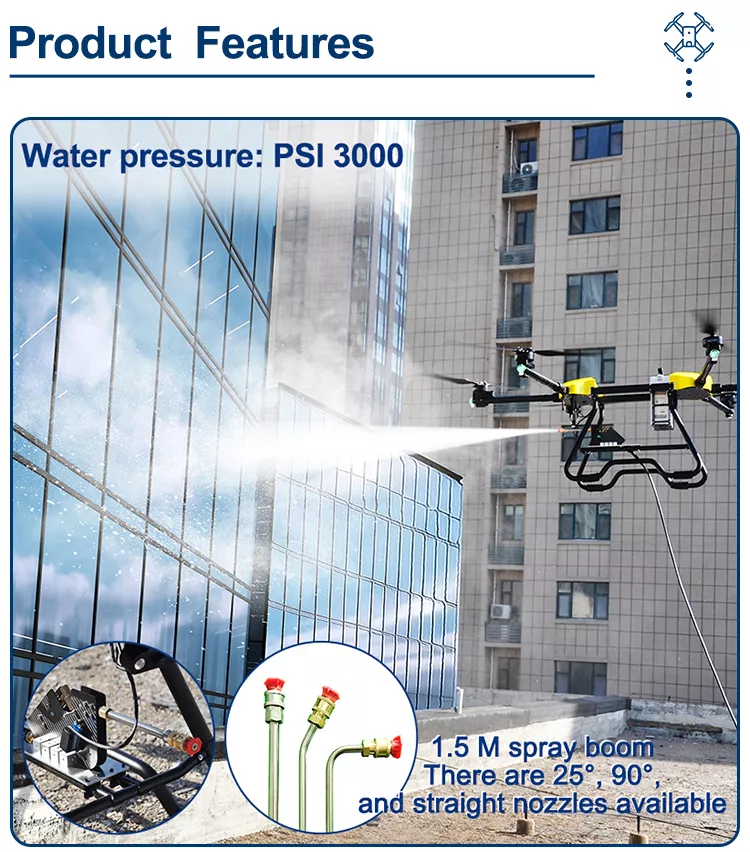 Product Features
Water pressure: PSI 3000
1.5 M spray boom
There are 25°, 90°,
and straight nozzles available